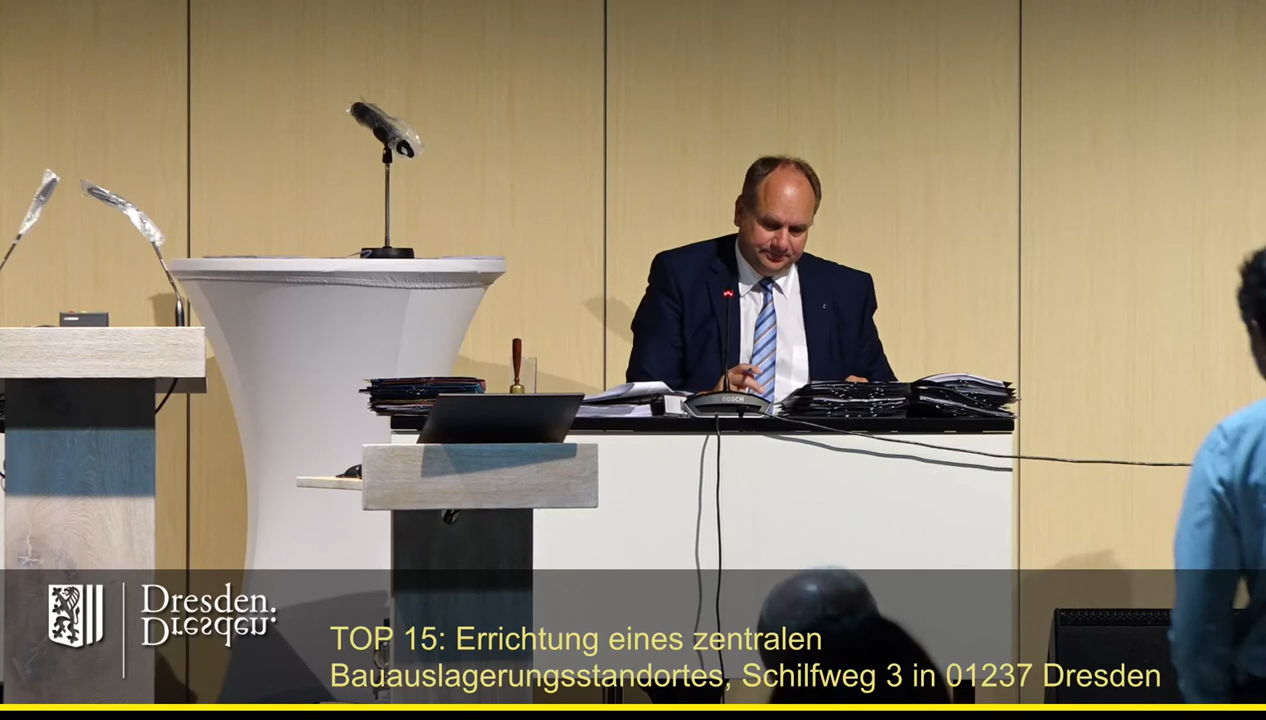 BOSCH
Dresden.
Dresden.
TOP 15: Errichtung eines zentralen
Bauauslagerungsstandortes, Schilfweg 3 in 01237 Dresden